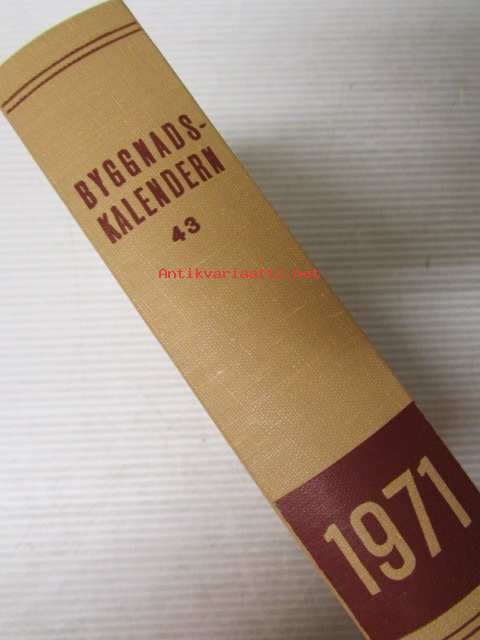 BYGGNADS-
KALENDERN
43
Antikvariaatti.net
1971